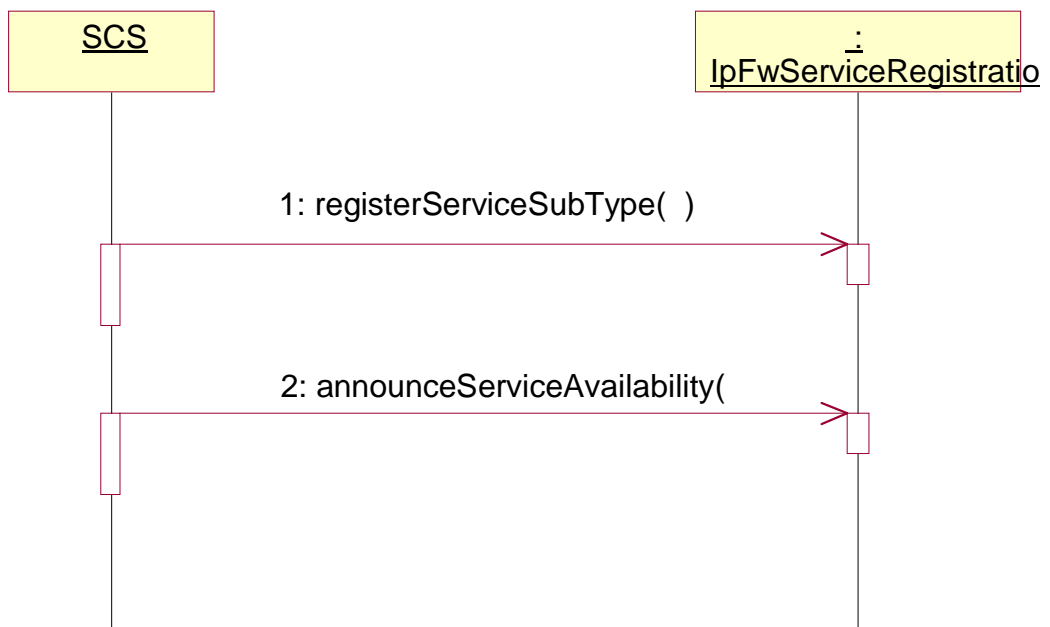 SCS
:
IpFwServiceRegistratio
1: registerServiceSubType(  )
2: announceServiceAvailability(